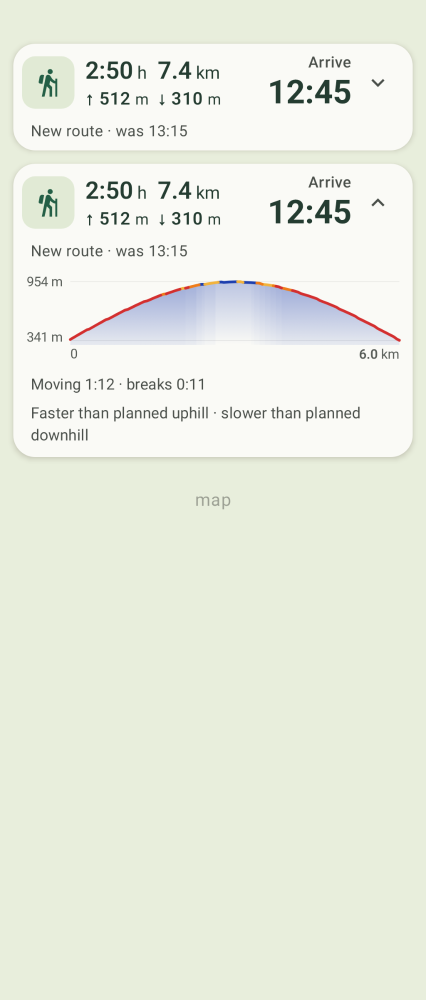 Arrive
2:50 h 7.4 km
12:45
↑ 512 m ↓ 310 m
New route · was 13:15
Arrive
2:50 h 7.4 km
12:45
↑ 512 m ↓ 310 m
New route · was 13:15
954 m
341 m
0 6.0 km
Moving 1:12 · breaks 0:11
Faster than planned uphill · slower than planned
downhill
map